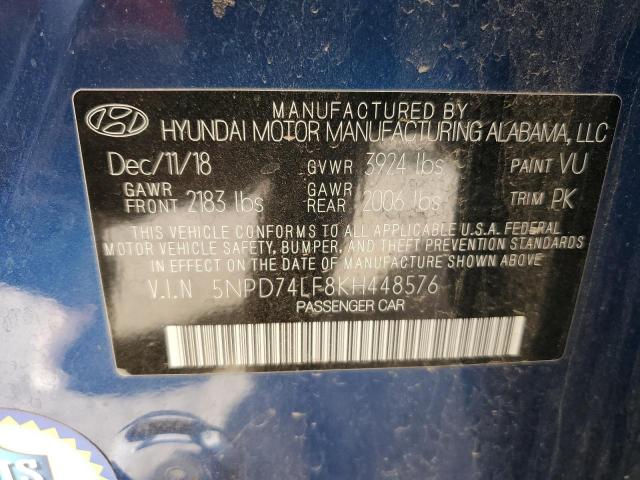 MANUFACTURED BY
HYUNDAI MOTOR MANUFACTURING ALABAMA, LLC
Dec/11/18 GVWR 3924 lbs PAINT VU
GAWR FRONT 2183 lbs GAWR REAR 2006 lbs TRIM PK
THIS VEHICLE CONFORMS TO ALL APPLICABLE U.S.A. FEDERAL
MOTOR VEHICLE SAFETY, BUMPER, AND THEFT PREVENTION STANDARDS
IN EFFECT ON THE DATE OF MANUFACTURE SHOWN ABOVE.
V.I.N 5NPD74LF8KH448576
PASSENGER CAR